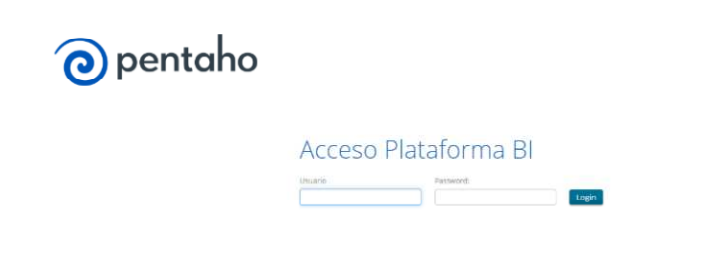 pentaho
Acceso Plataforma BI
Usuario
Password:
Login